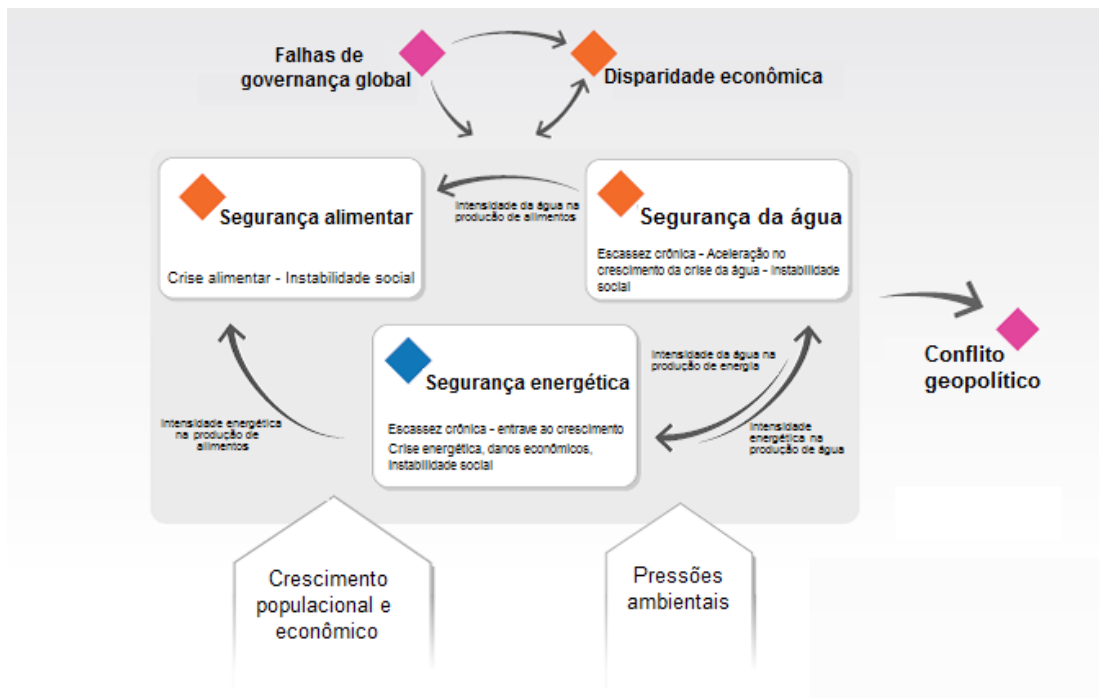 Falhas de
governança global
Disparidade econômica
Segurança alimentar
Crise alimentar - Instabilidade social
Intensidade da água na
produção de alimentos
Segurança da água
Escassez crônica - Aceleração no
crescimento da crise da água - Instabilidade
social
Conflito
geopolítico
Segurança energética
Escassez crônica - entrave ao crescimento
Crise energética, danos econômicos,
Instabilidade social
Intensidade da água na
produção de energia
Intensidade
energética na
produção de água
Intensidade energética
na produção de
alimentos
Crescimento
populacional e
econômico
Pressões
ambientais